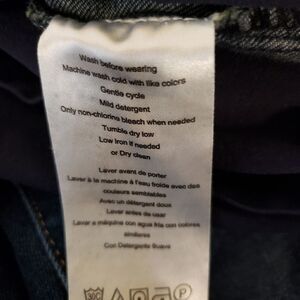 Wash before wearing
Machine wash cold with like colors
Gentle cycle
Mild detergent
Only non-chlorine bleach when needed
Tumble dry low
Low iron it needed
or Dry clean
Laver avant de porter
Laver à la machine à l'eau froide avec des
couleurs semblables
Avec un détergent doux
Lavar antes de usar
Lavar a máquina con agua fria con colores
similares
Con Detergente Suave
30C
P